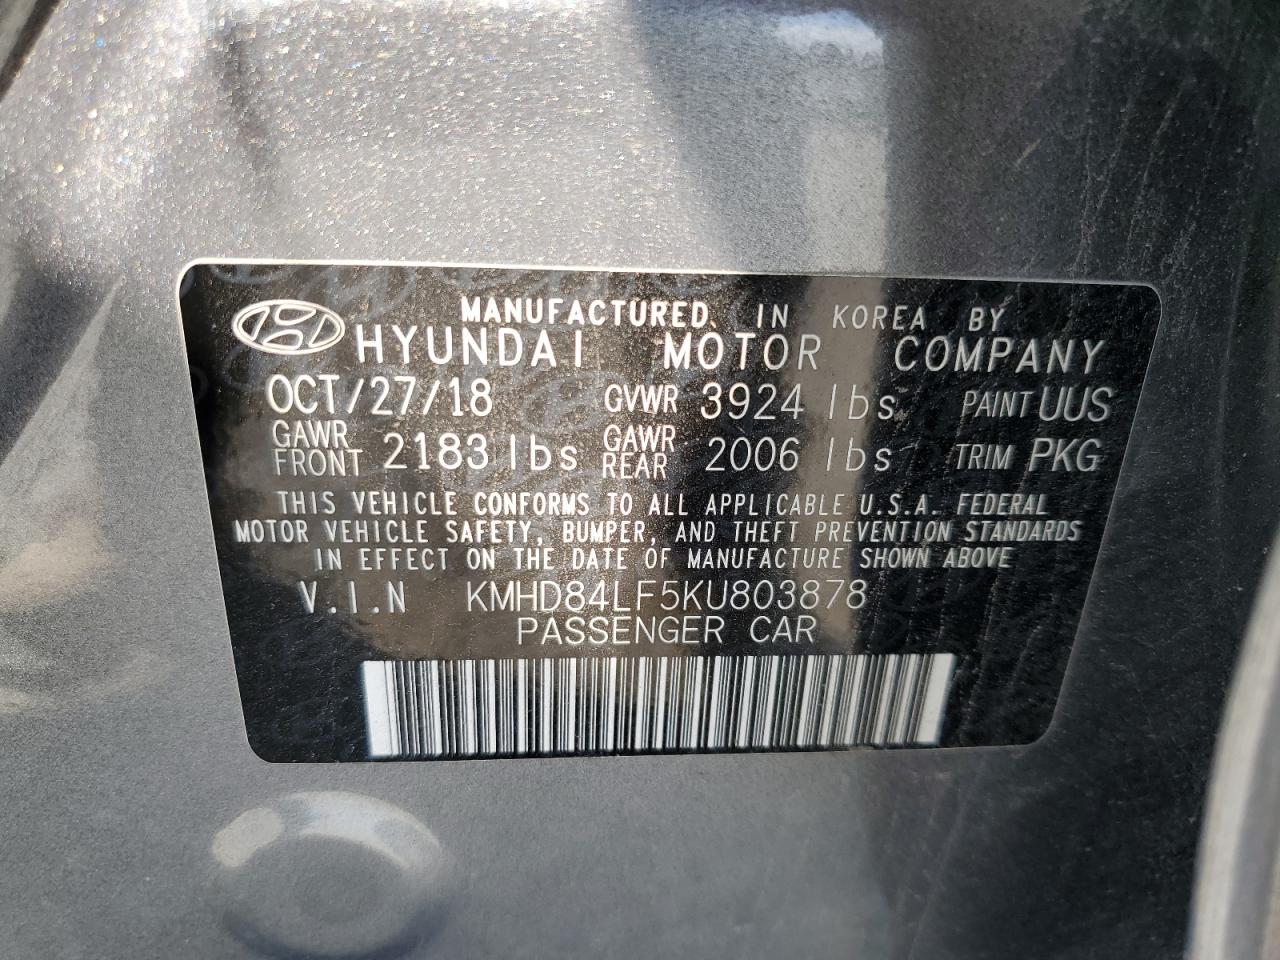 MANUFACTURED IN KOREA BY
HYUNDAI MOTOR COMPANY
OCT/27/18 GVWR 3924 lbs PAINT UUS
GAWR FRONT 2183 lbs GAWR REAR 2006 lbs TRIM PKG
THIS VEHICLE CONFORMS TO ALL APPLICABLE U.S.A. FEDERAL
MOTOR VEHICLE SAFETY, BUMPER, AND THEFT PREVENTION STANDARDS
IN EFFECT ON THE DATE OF MANUFACTURE SHOWN ABOVE
V.I.N KMHD84LF5KU803878
PASSENGER CAR